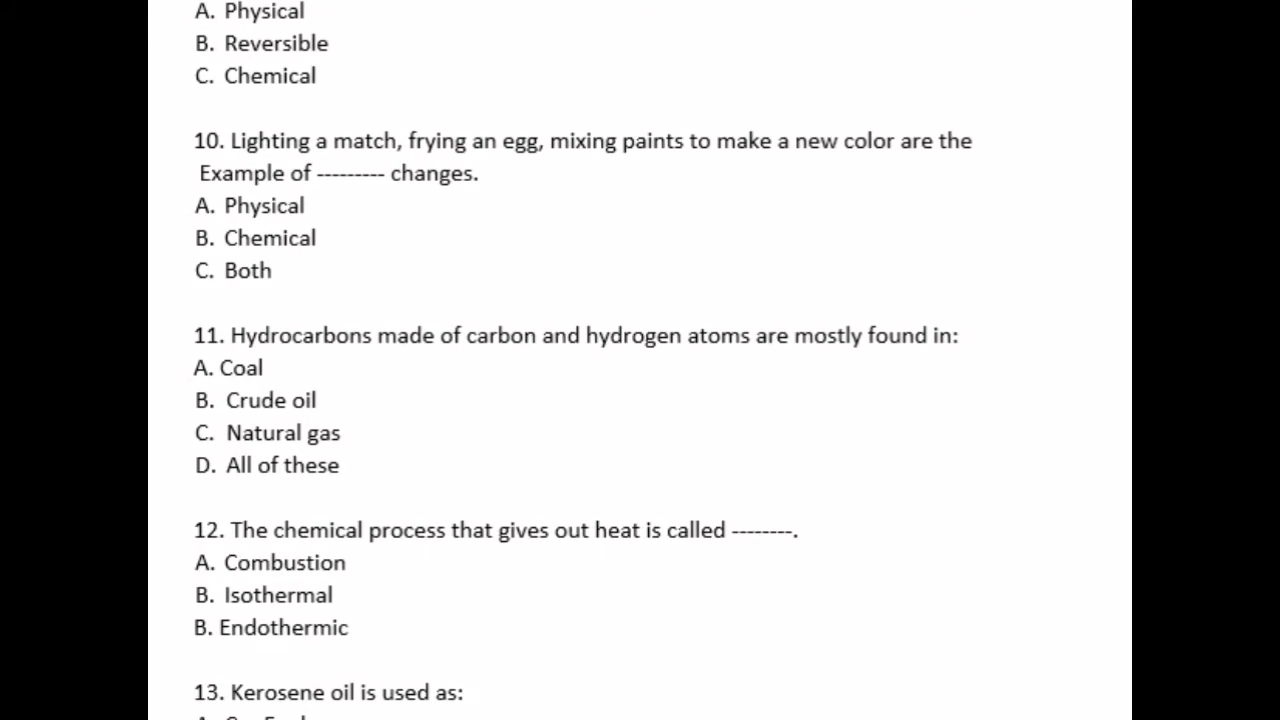 A. Physical
B. Reversible
C. Chemical
10. Lighting a match, frying an egg, mixing paints to make a new color are the
Example of --------- changes.
A. Physical
B. Chemical
C. Both
11. Hydrocarbons made of carbon and hydrogen atoms are mostly found in:
A. Coal
B. Crude oil
C. Natural gas
D. All of these
12. The chemical process that gives out heat is called --------.
A. Combustion
B. Isothermal
B. Endothermic
13. Kerosene oil is used as: